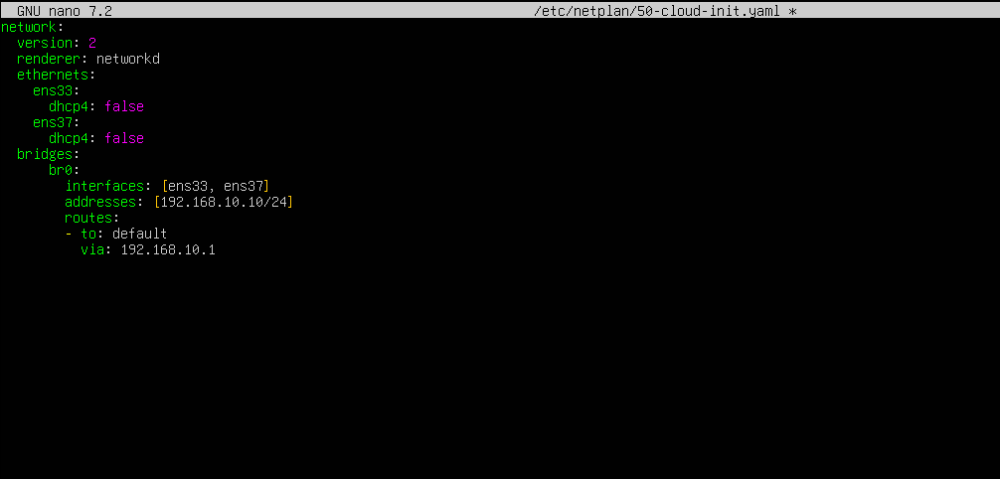 GNU nano 7.2 /etc/netplan/50-cloud-init.yaml *
network:
  version: 2
  renderer: networkd
  ethernets:
    ens33:
      dhcp4: false
    ens37:
      dhcp4: false
  bridges:
      br0:
        interfaces: [ens33, ens37]
        addresses: [192.168.10.10/24]
        routes:
        - to: default
          via: 192.168.10.1